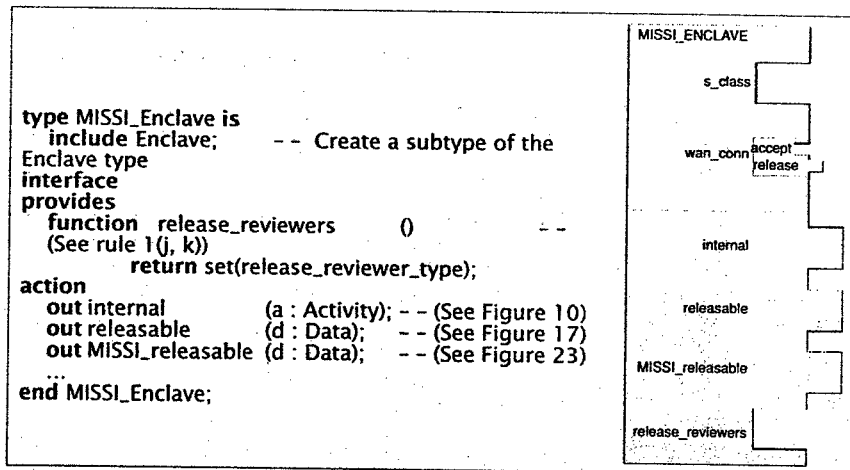 type MISSI_Enclave is
include Enclave; -- Create a subtype of the
Enclave type
interface
provides
function release_reviewers () --
(See rule 1(j, k))
return set(release_reviewer_type);
action
out internal (a : Activity); -- (See Figure 10)
out releasable (d : Data); -- (See Figure 17)
out MISSI_releasable (d : Data); -- (See Figure 23)
...
end MISSI_Enclave;
MISSI_ENCLAVE
s_class
wan_conn accept
release
internal
releasable
MISSI_releasable
release_reviewers